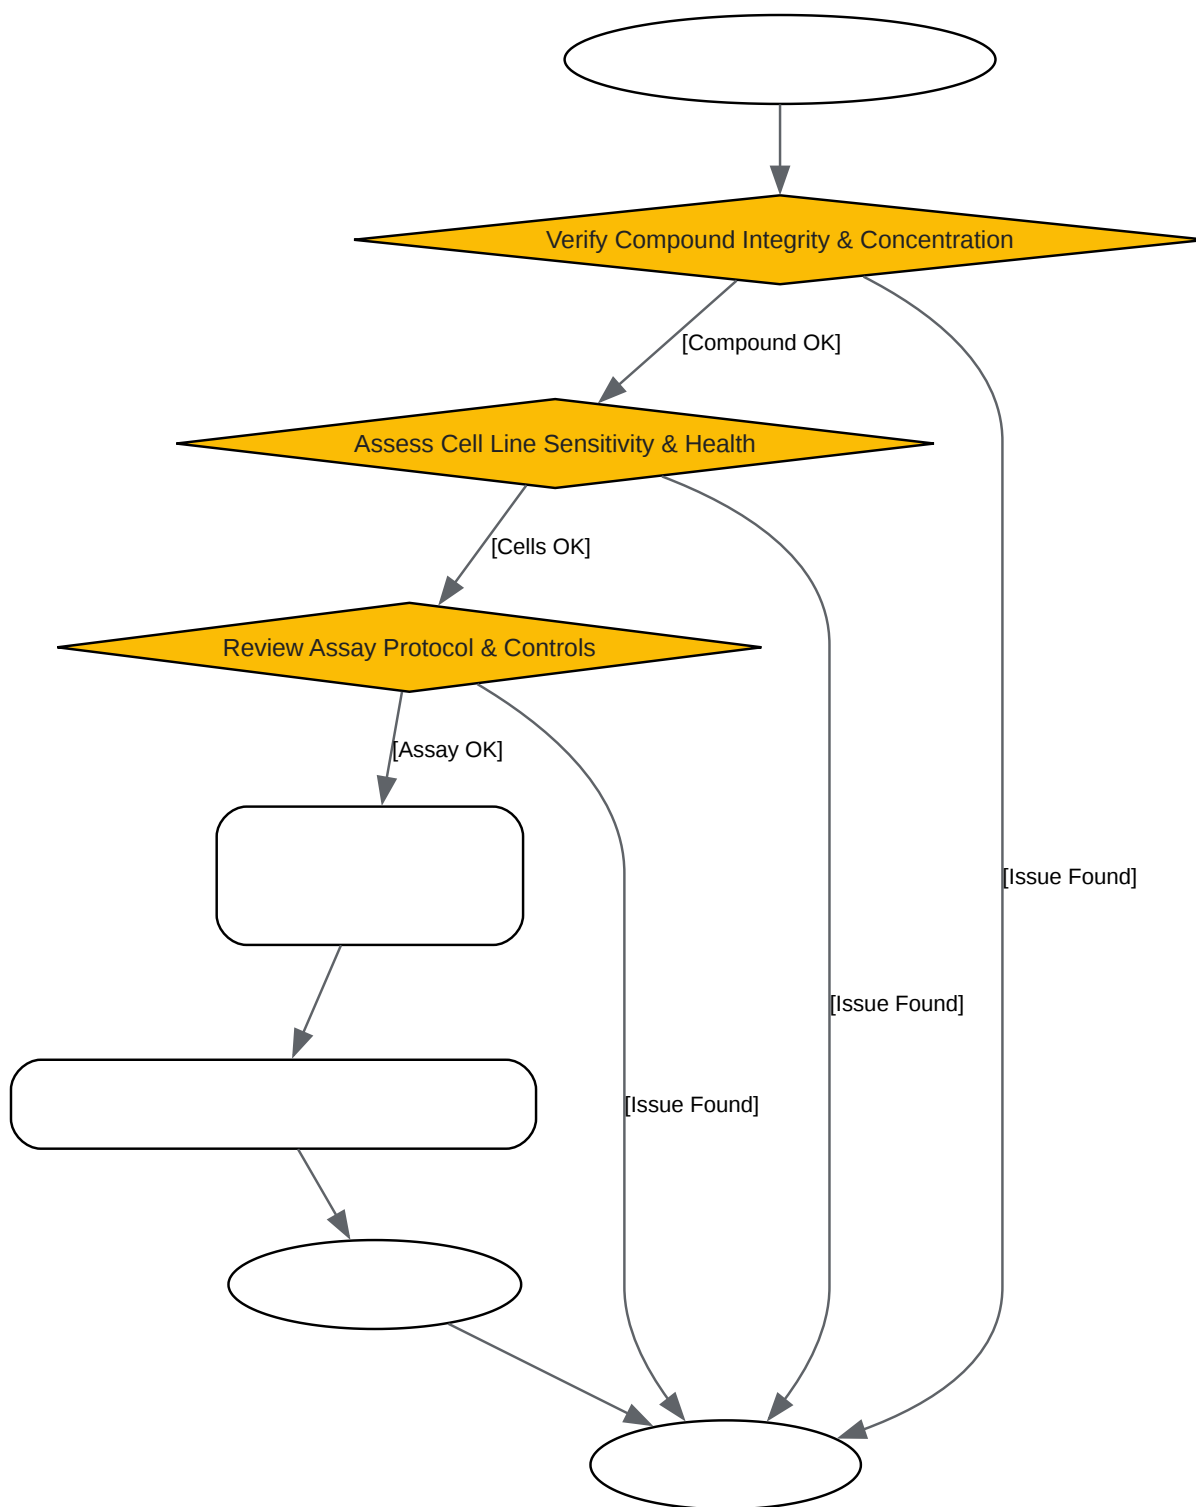 Verify Compound Integrity & Concentration
[Compound OK]
Assess Cell Line Sensitivity & Health
[Cells OK]
Review Assay Protocol & Controls
[Assay OK]
[Issue Found]
[Issue Found]
[Issue Found]